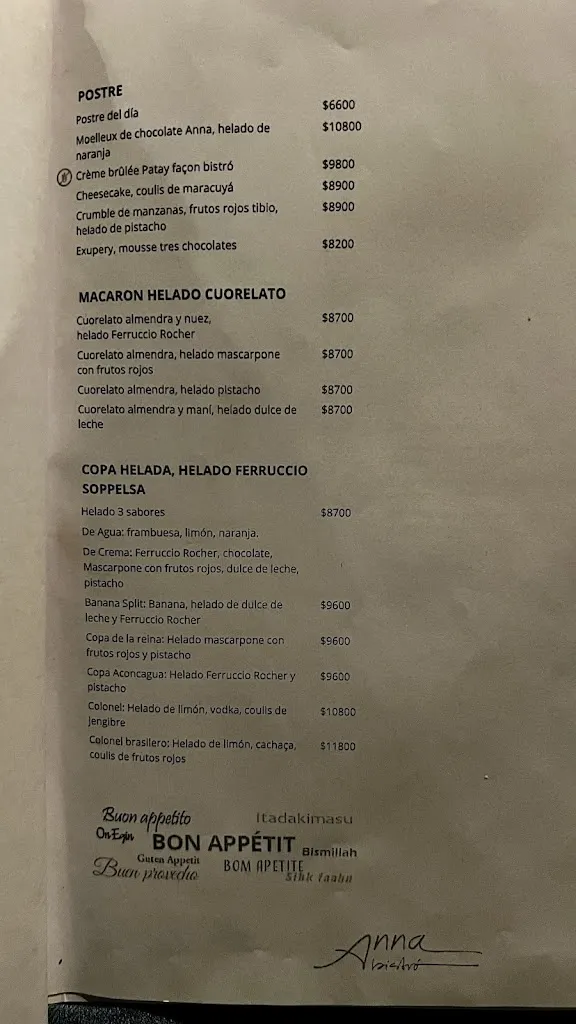 POSTRE
Postre del día $6600
Moelleux de chocolate Anna, helado de $10800
naranja
Crème brûlée Patay façon bistró $9800
Cheesecake, coulis de maracuyá $8900
Crumble de manzanas, frutos rojos tibio, $8900
helado de pistacho
Exupery, mousse tres chocolates $8200
MACARON HELADO CUORELATO
Cuorelato almendra y nuez, $8700
helado Ferruccio Rocher
Cuorelato almendra, helado mascarpone $8700
con frutos rojos
Cuorelato almendra, helado pistacho $8700
Cuorelato almendra y maní, helado dulce de $8700
leche
COPA HELADA, HELADO FERRUCCIO
SOPPELSA
Helado 3 sabores $8700
De Agua: frambuesa, limón, naranja.
De Crema: Ferruccio Rocher, chocolate,
Mascarpone con frutos rojos, dulce de leche,
pistacho
Banana Split: Banana, helado de dulce de $9600
leche y Ferruccio Rocher
Copa de la reina: Helado mascarpone con $9600
frutos rojos y pistacho
Copa Aconcagua: Helado Ferruccio Rocher y $9600
pistacho
Colonel: Helado de limón, vodka, coulis de $10800
jengibre
Colonel brasilero: Helado de limón, cachaça, $11800
coulis de frutos rojos
Buon appetito Itadakimasu
On Egin BON APPÉTIT Bismillah
Guten Appetit BOM APETITE
Buen provecho
Anna
bistró